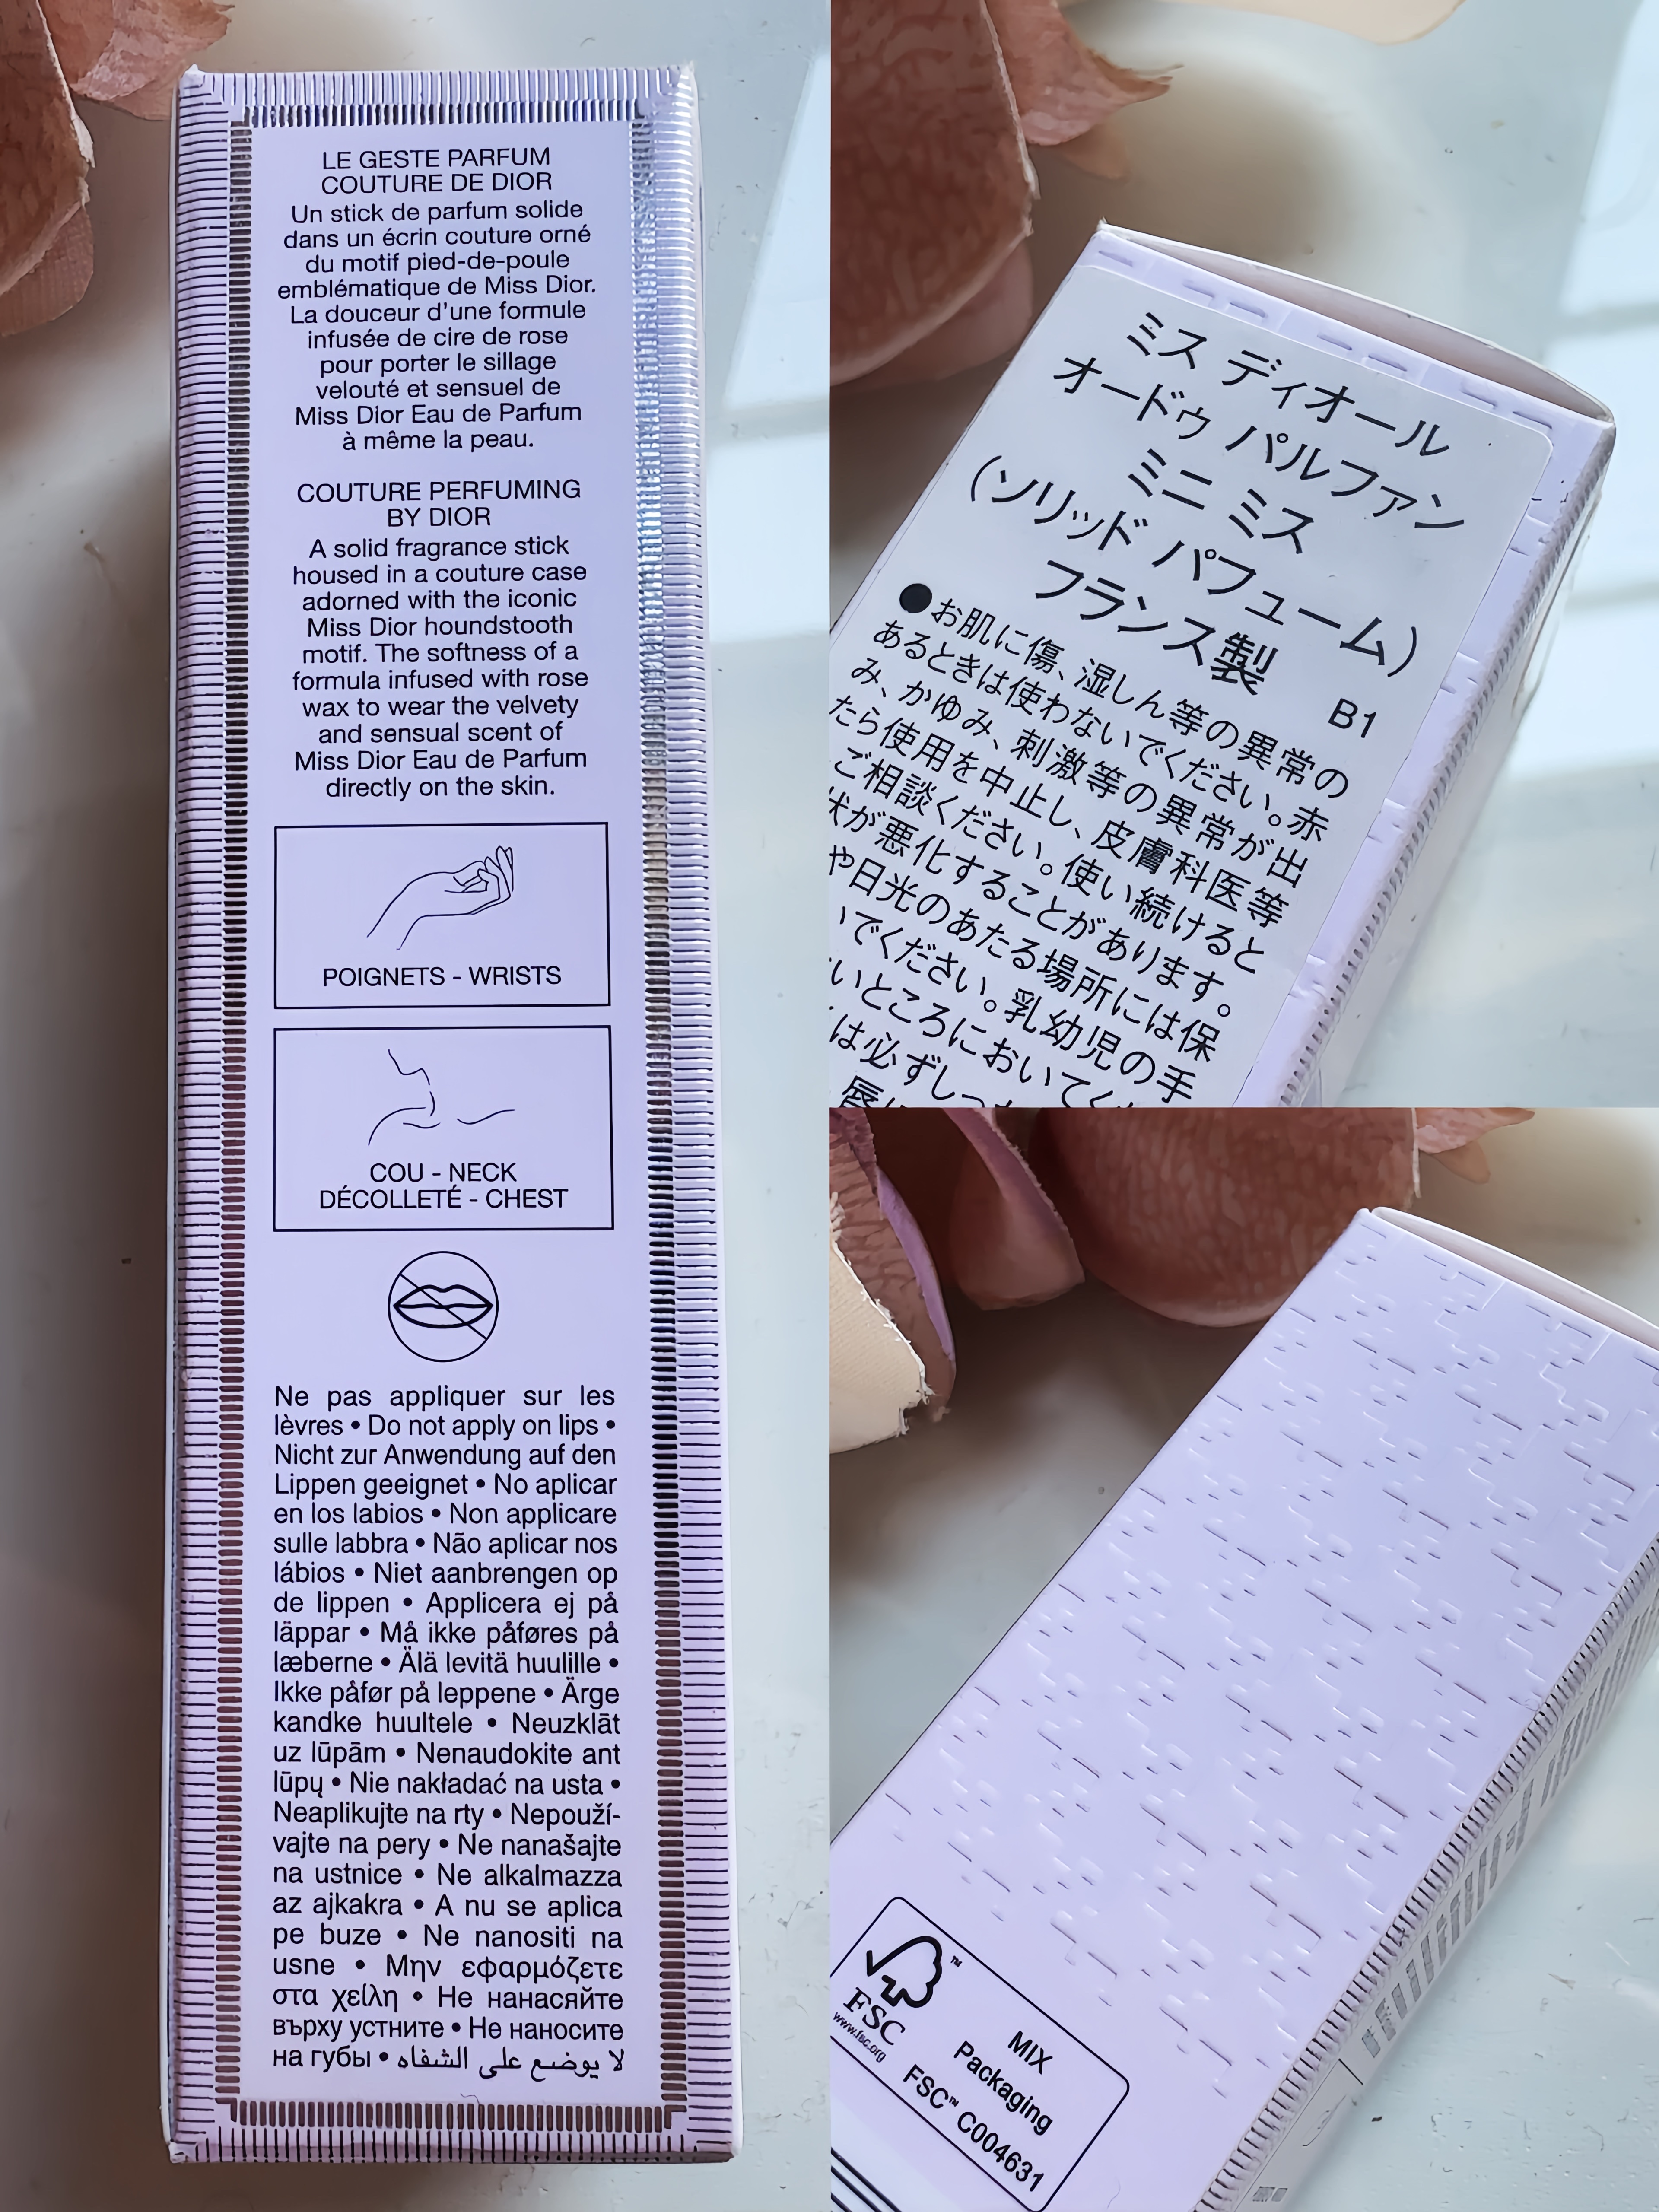 LE GESTE PARFUM
COUTURE DE DIOR
Un stick de parfum solide
dans un écrin couture orné
du motif pied-de-poule
emblématique de Miss Dior.
La douceur d'une formule
infusée de cire de rose
pour porter le sillage
velouté et sensuel de
Miss Dior Eau de Parfum
à même la peau.
COUTURE PERFUMING
BY DIOR
A solid fragrance stick
housed in a couture case
adorned with the iconic
Miss Dior houndstooth
motif. The softness of a
formula infused with rose
wax to wear the velvety
and sensual scent of
Miss Dior Eau de Parfum
directly on the skin.
POIGNETS - WRISTS
COU - NECK
DÉCOLLETÉ - CHEST
Ne pas appliquer sur les
lèvres • Do not apply on lips •
Nicht zur Anwendung auf den
Lippen geeignet • No aplicar
en los labios • Non applicare
sulle labbra • Não aplicar nos
lábios • Niet aanbrengen op
de lippen • Applicera ej på
läppar • Må ikke påføres på
læberne • Älä levitä huulille •
Ikke påfør på leppene • Ärge
kandke huultele • Neuzklāt
uz lūpām • Nenaudokite ant
lūpų • Nie nakładać na usta •
Neaplikujte na rty • Nepouží-
vajte na pery • Ne nanašajte
na ustnice • Ne alkalmazza
az ajkakra • A nu se aplica
pe buze • Ne nanositi na
usne • Μην εφαρμόζετε
στα χείλη • Не нанасяйте
върху устните • Не наносите
на губы • لا يوضع على الشفاه
ミス ディオール
オードゥ パルファン
ミニ ミス
(ソリッド パフューム)
フランス製
B1
●お肌に傷、湿しん等の異常の
あるときは使わないでください。赤
み、かゆみ、刺激等の異常が出
たら使用を中止し、皮膚科医等
ご相談ください。使い続けると
状が悪化することがあります。
や日光のあたる場所には保
いでください。乳幼児の手
いところにおいてく
は必ずしっ
唇に
FSC™
www.fsc.org
MIX
Packaging
FSC™ C004631